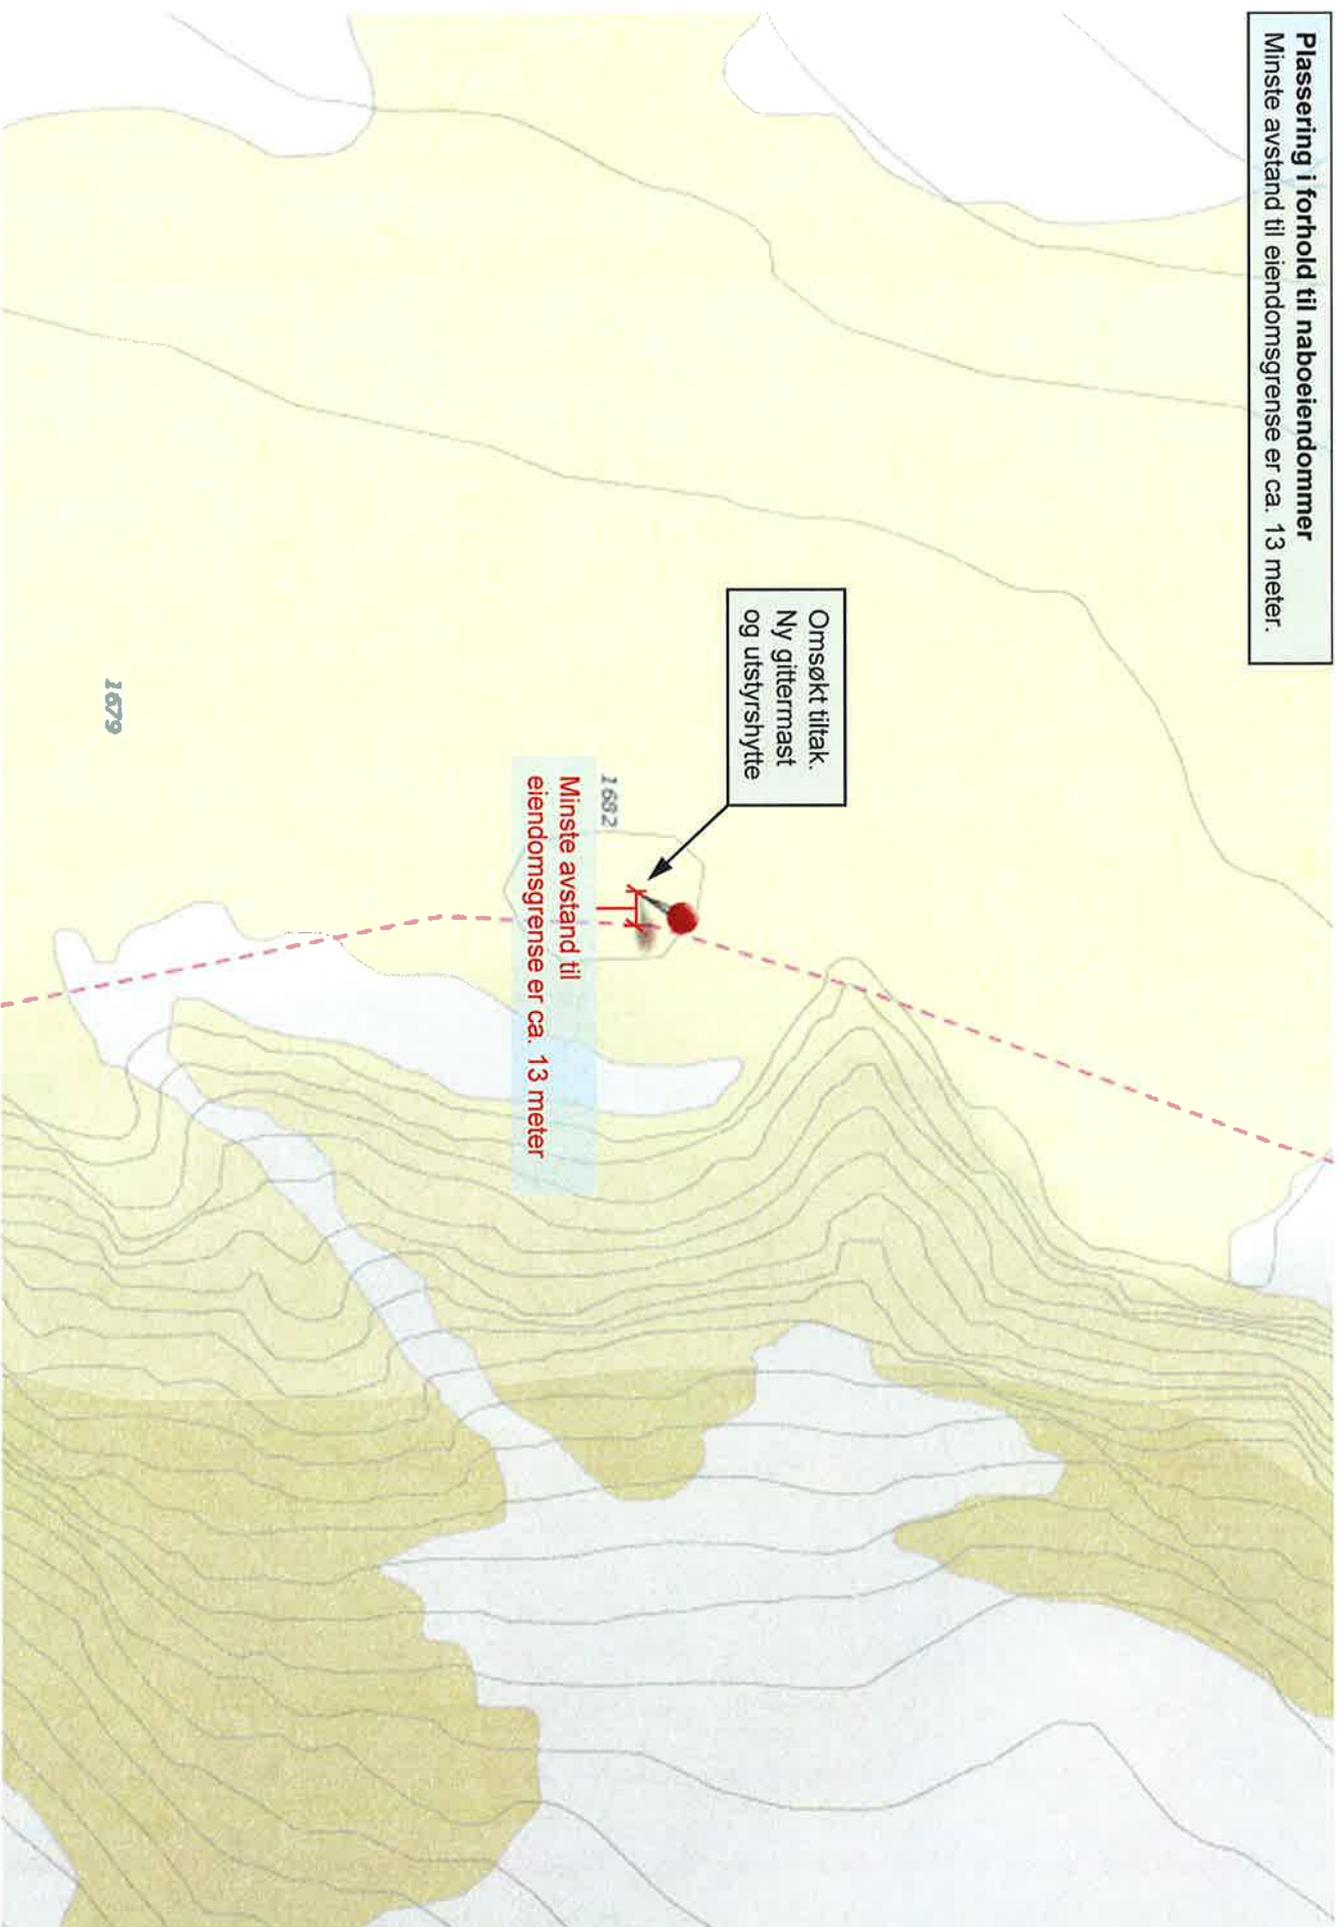 Plassering i forhold til naboeiendommer
Minste avstand til eiendomsgrense er ca. 13 meter.
Omsøkt tiltak.
Ny gittermast
og utstyrshytte
1682
Minste avstand til
eiendomsgrense er ca. 13 meter
1679